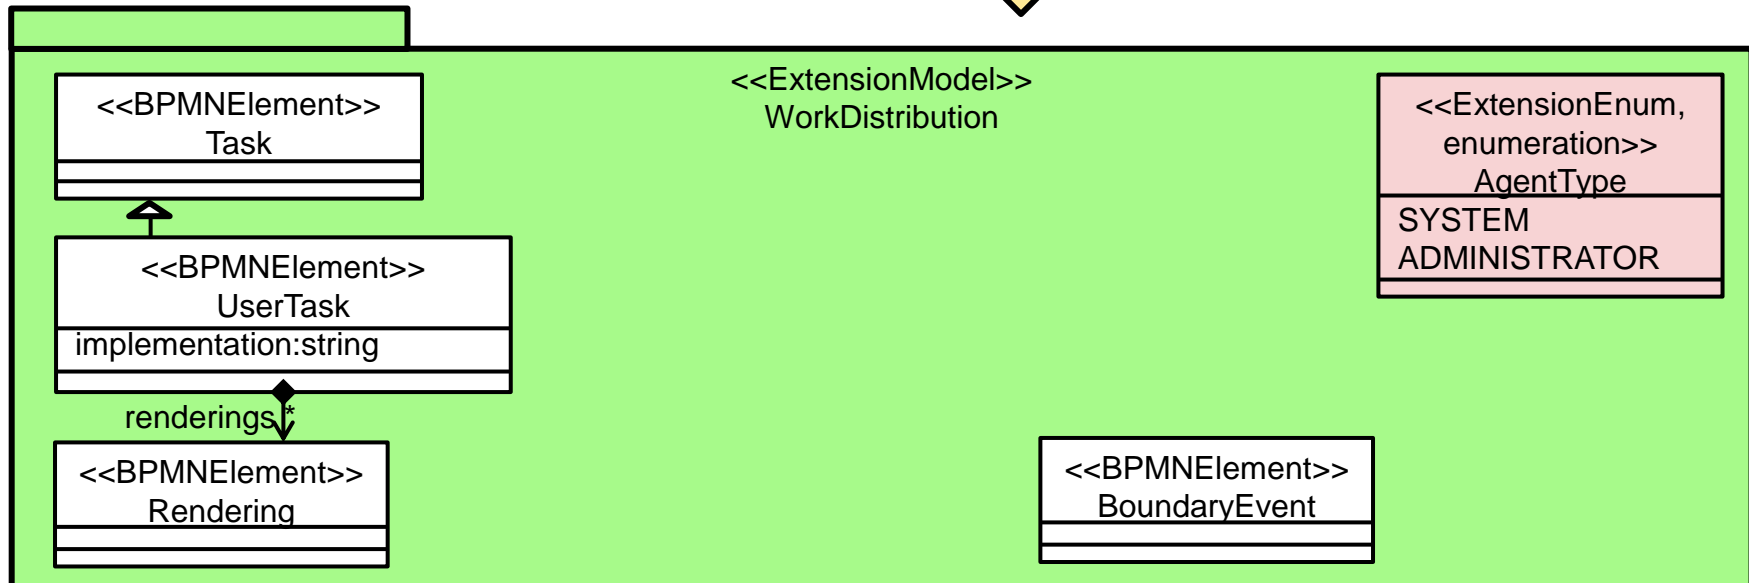 <<ExtensionModel>>
WorkDistribution
<<BPMNElement>>
Task
<<ExtensionEnum,
enumeration>>
AgentType
SYSTEM
ADMINISTRATOR
<<BPMNElement>>
UserTask
implementation:string
renderings *
<<BPMNElement>>
Rendering
<<BPMNElement>>
BoundaryEvent